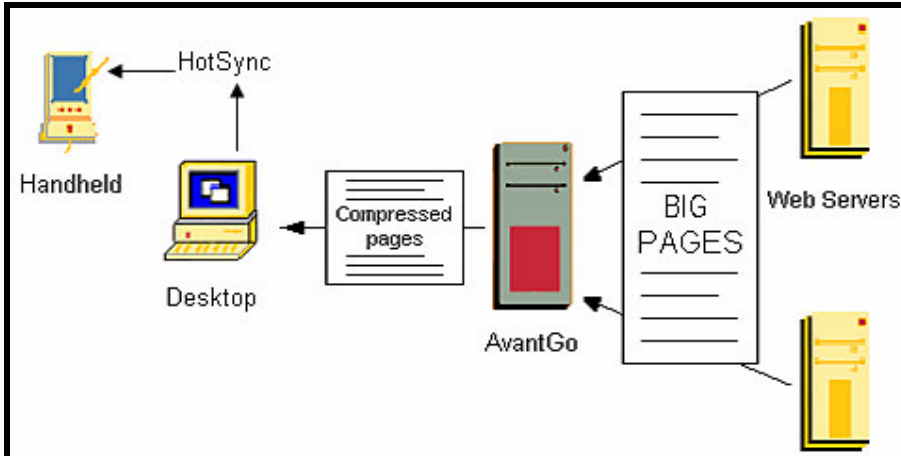 HotSync
Handheld
Desktop
Compressed
pages
AvantGo
BIG
PAGES
Web Servers